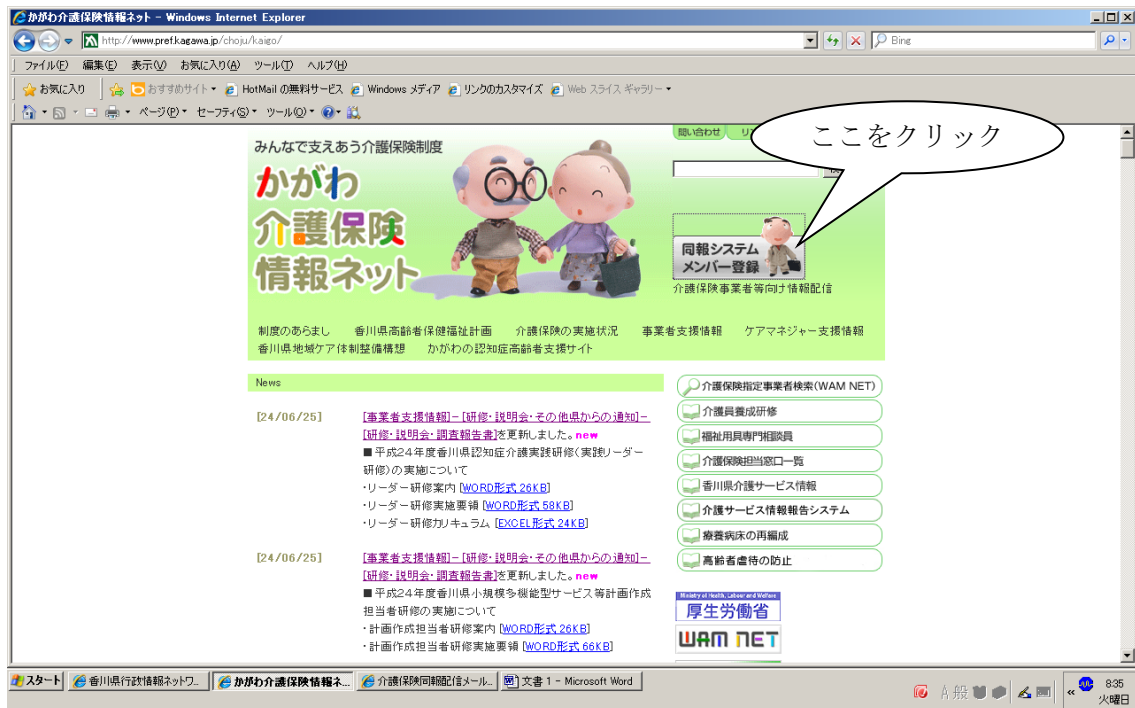 かがわ介護保険情報ネット - Windows Internet Explorer
http://www.pref.kagawa.jp/choju/kaigo/
Bing
ファイル(F) 編集(E) 表示(V) お気に入り(A) ツール(T) ヘルプ(H)
お気に入り おすすめサイト HotMail の無料サービス Windows メディア リンクのカスタマイズ Web スライス ギャラリー
ページ(P) セーフティ(S) ツール(O)
問い合わせ
ここをクリック
みんなで支えあう介護保険制度
かがわ
介護保険
情報ネット
同報システム
メンバー登録
介護保険事業者等向け情報配信
制度のあらまし 香川県高齢者保健福祉計画 介護保険の実施状況 事業者支援情報 ケアマネジャー支援情報
香川県地域ケア体制整備構想 かがわの認知症高齢者支援サイト
News
[24/06/25] [事業者支援情報]-[研修・説明会・その他県からの通知]-
[研修・説明会・調査報告書]を更新しました。new
■平成24年度香川県認知症介護実践研修(実践リーダー
研修)の実施について
・リーダー研修案内 [WORD形式 26KB]
・リーダー研修実施要領 [WORD形式 58KB]
・リーダー研修カリキュラム [EXCEL形式 24KB]
[24/06/25] [事業者支援情報]-[研修・説明会・その他県からの通知]-
[研修・説明会・調査報告書]を更新しました。new
■平成24年度香川県小規模多機能型サービス等計画作成
担当者研修の実施について
・計画作成担当者研修案内 [WORD形式 26KB]
・計画作成担当者研修実施要領 [WORD形式 66KB]
介護保険指定事業者検索(WAM NET)
介護員養成研修
福祉用具専門相談員
介護保険担当窓口一覧
香川県介護サービス情報
介護サービス情報報告システム
療養病床の再編成
高齢者虐待の防止
Ministry of Health, Labour and Welfare
厚生労働省
WAM NET
スタート 香川県行政情報ネットワ... かがわ介護保険情報ネ... 介護保険同報配信メール... 文書 1 - Microsoft Word
A 般
8:35
火曜日